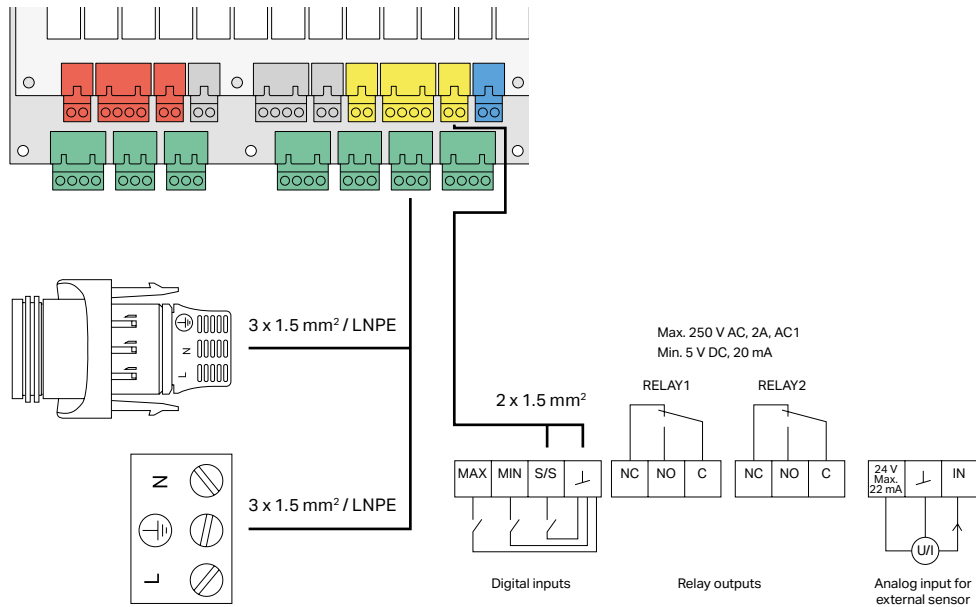 3 x 1.5 mm² / LNPE
N
L
Max. 250 V AC, 2A, AC1
Min. 5 V DC, 20 mA
RELAY1
RELAY2
2 x 1.5 mm²
MAX MIN S/S
NC NO C
NC NO C
24 V
Max.
22 mA
IN
N
L
3 x 1.5 mm² / LNPE
U/I
Digital inputs
Relay outputs
Analog input for
external sensor